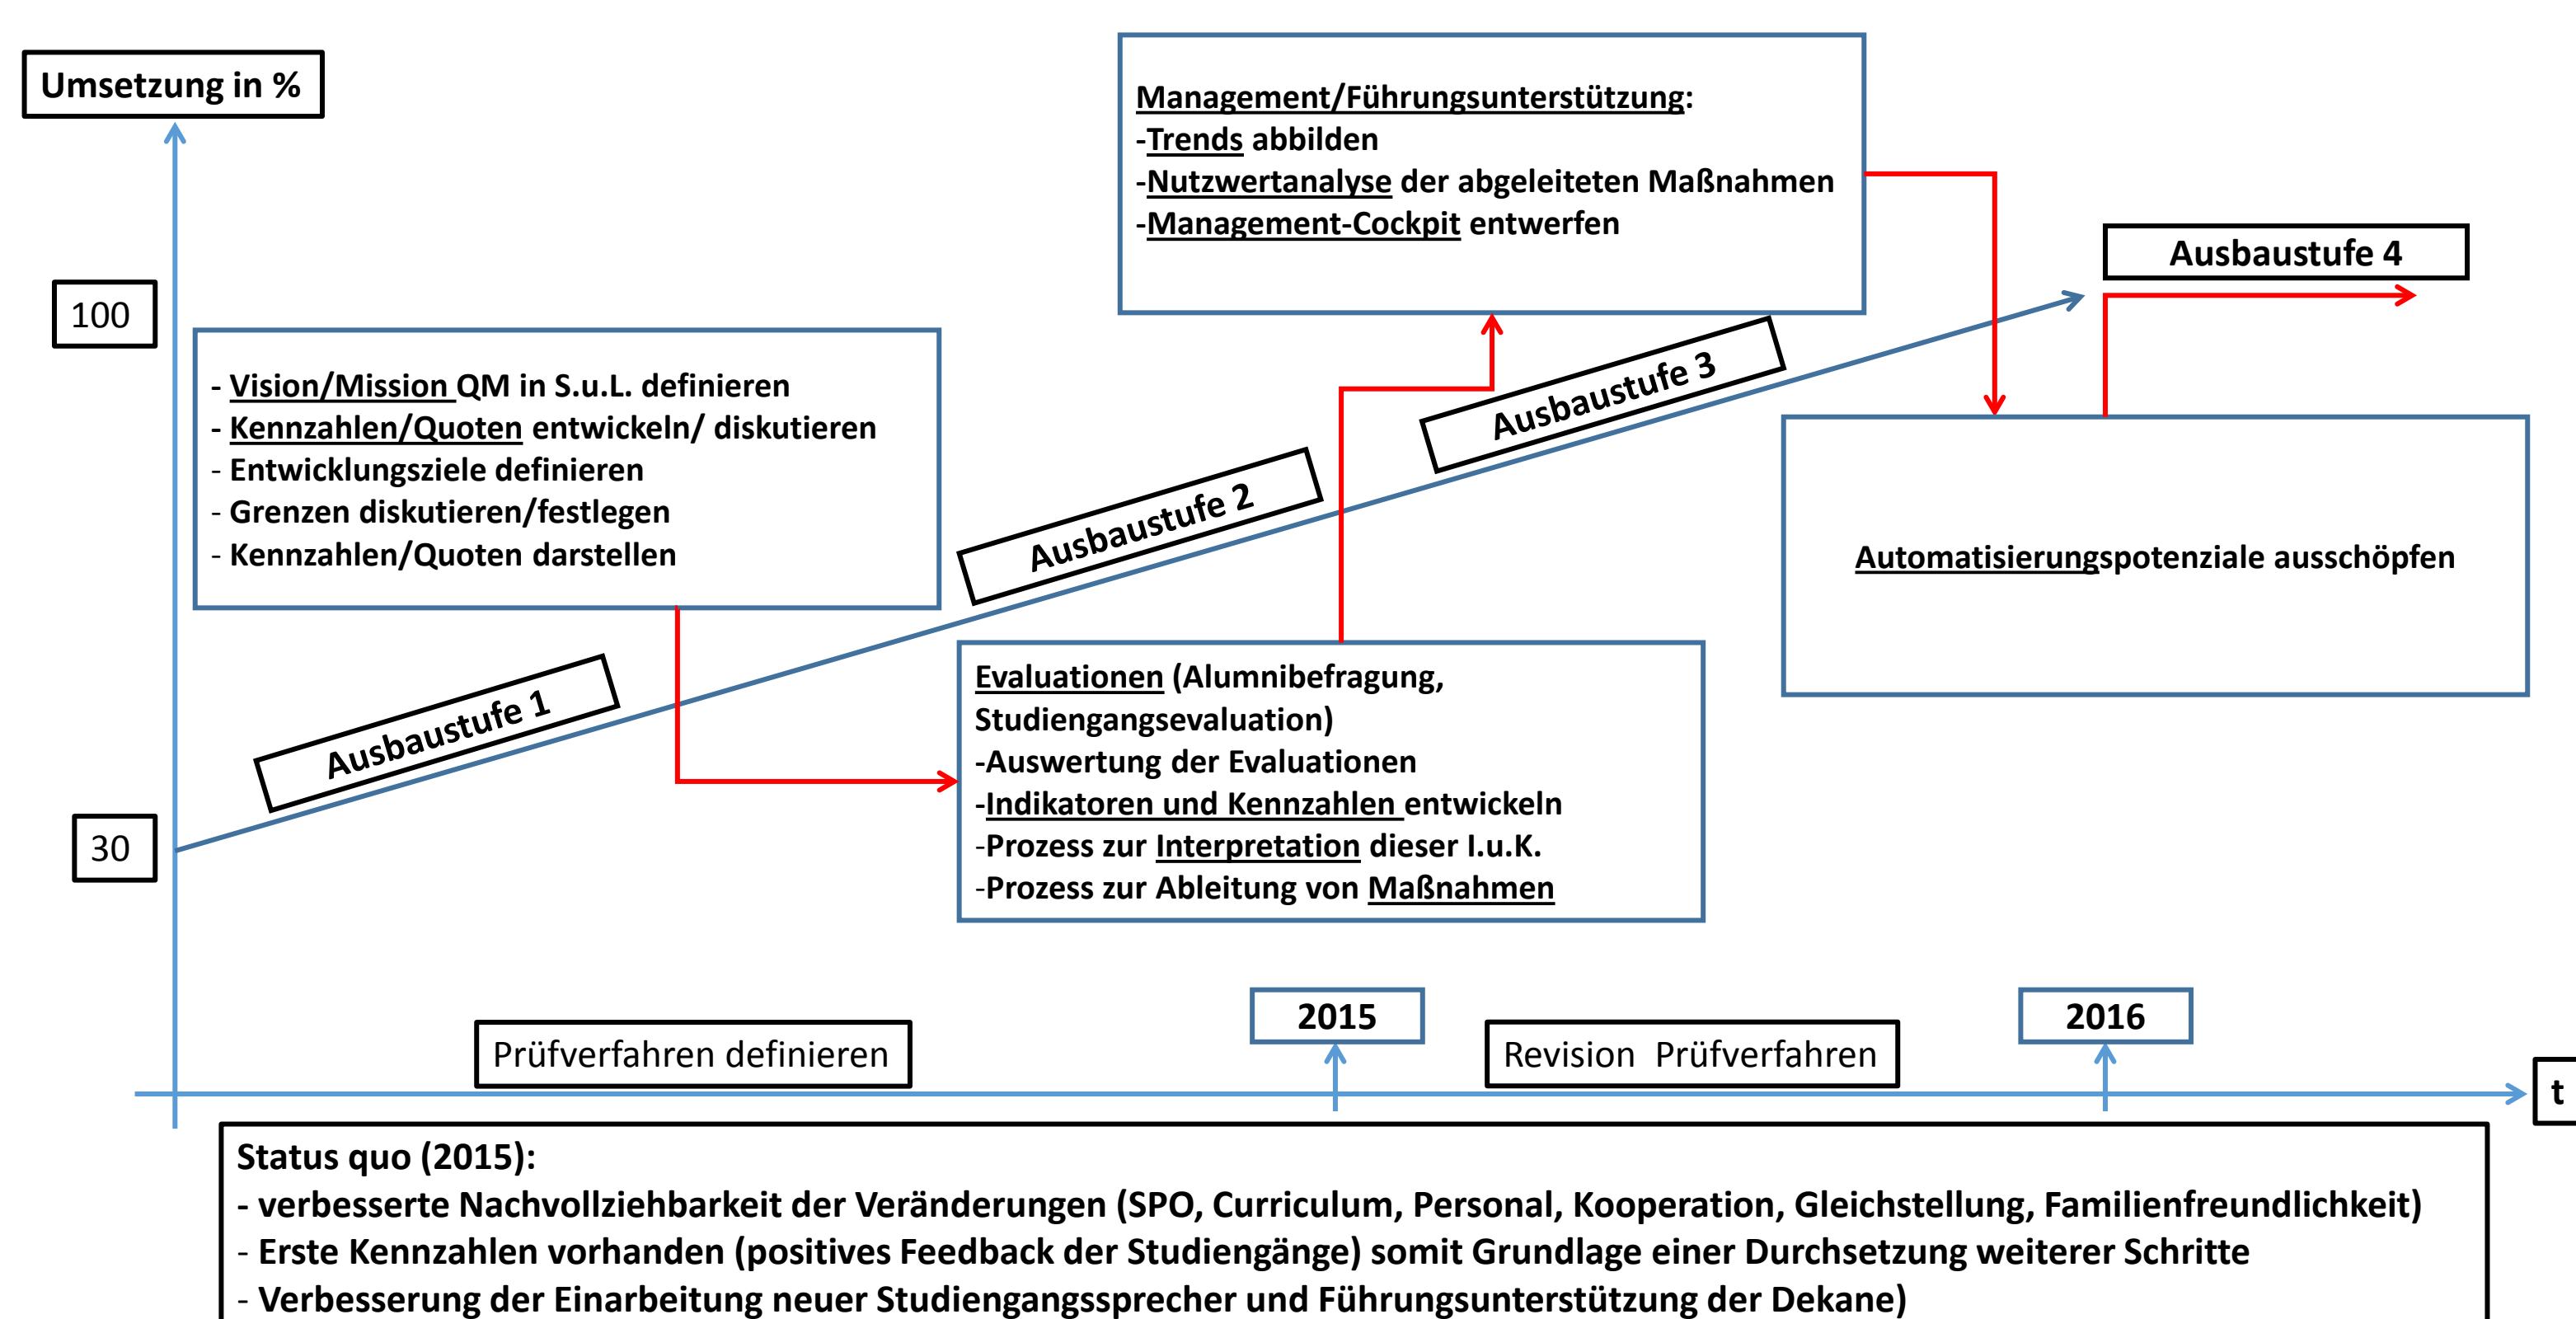 Umsetzung in %
Management/Führungsunterstützung:
-Trends abbilden
-Nutzwertanalyse der abgeleiteten Maßnahmen
-Management-Cockpit entwerfen
Ausbaustufe 4
100
- Vision/Mission QM in S.u.L. definieren
- Kennzahlen/Quoten entwickeln/ diskutieren
- Entwicklungsziele definieren
- Grenzen diskutieren/festlegen
- Kennzahlen/Quoten darstellen
Ausbaustufe 3
Ausbaustufe 2
Automatisierungspotenziale ausschöpfen
Ausbaustufe 1
Evaluationen (Alumnibefragung,
Studiengangsevaluation)
-Auswertung der Evaluationen
-Indikatoren und Kennzahlen entwickeln
-Prozess zur Interpretation dieser I.u.K.
-Prozess zur Ableitung von Maßnahmen
30
2015
2016
Prüfverfahren definieren
Revision  Prüfverfahren
t
Status quo (2015):
- verbesserte Nachvollziehbarkeit der Veränderungen (SPO, Curriculum, Personal, Kooperation, Gleichstellung, Familienfreundlichkeit)
- Erste Kennzahlen vorhanden (positives Feedback der Studiengänge) somit Grundlage einer Durchsetzung weiterer Schritte
- Verbesserung der Einarbeitung neuer Studiengangssprecher und Führungsunterstützung der Dekane)